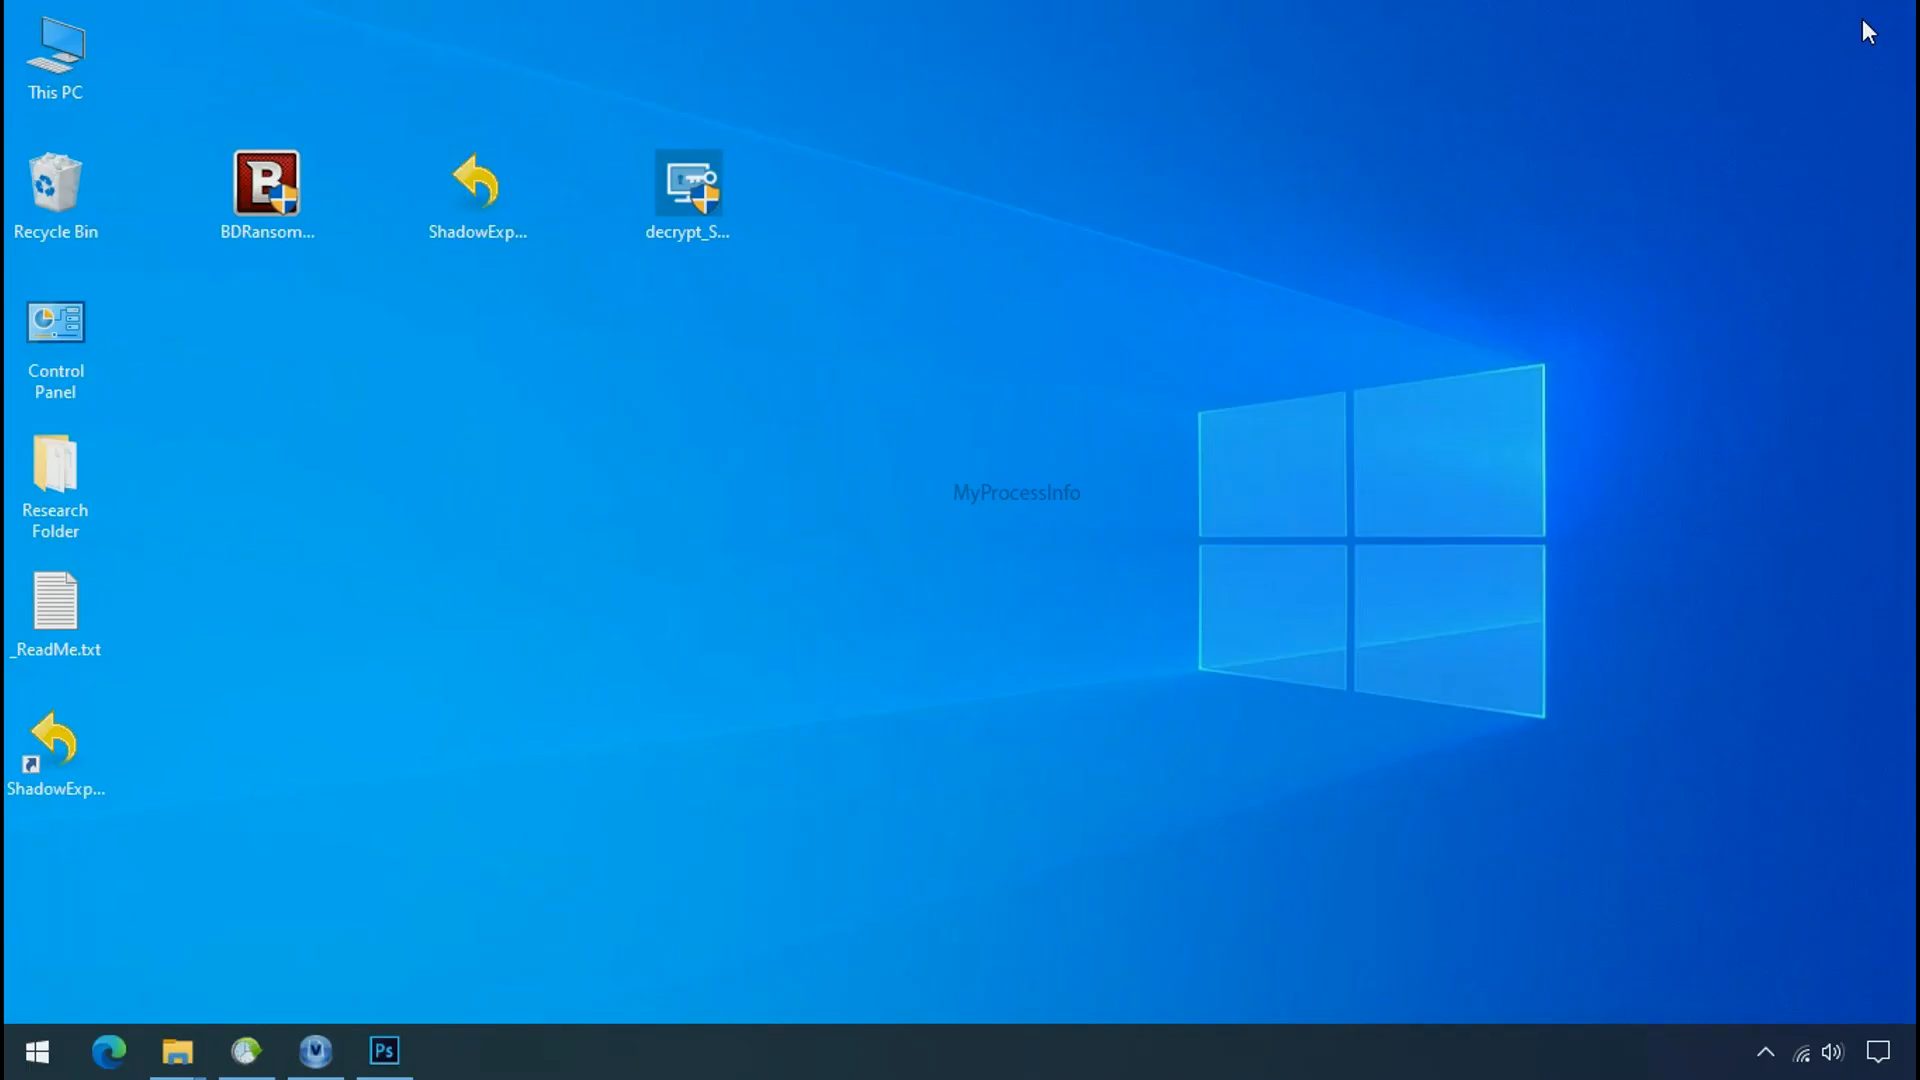 This PC
Recycle Bin
BDRansom...
ShadowExp...
decrypt_S...
Control
Panel
Research
Folder
_ReadMe.txt
ShadowExp...
MyProcessInfo
Ps